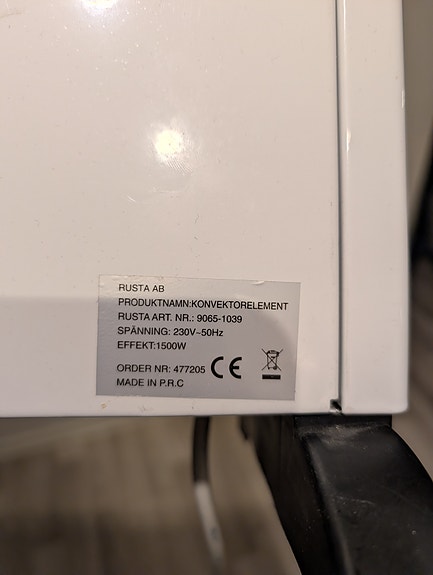 RUSTA AB
PRODUKTNAMN:KONVEKTORELEMENT
RUSTA ART. NR.: 9065-1039
SPÄNNING: 230V~50Hz
EFFEKT:1500W
ORDER NR: 477205 CE
MADE IN P.R.C